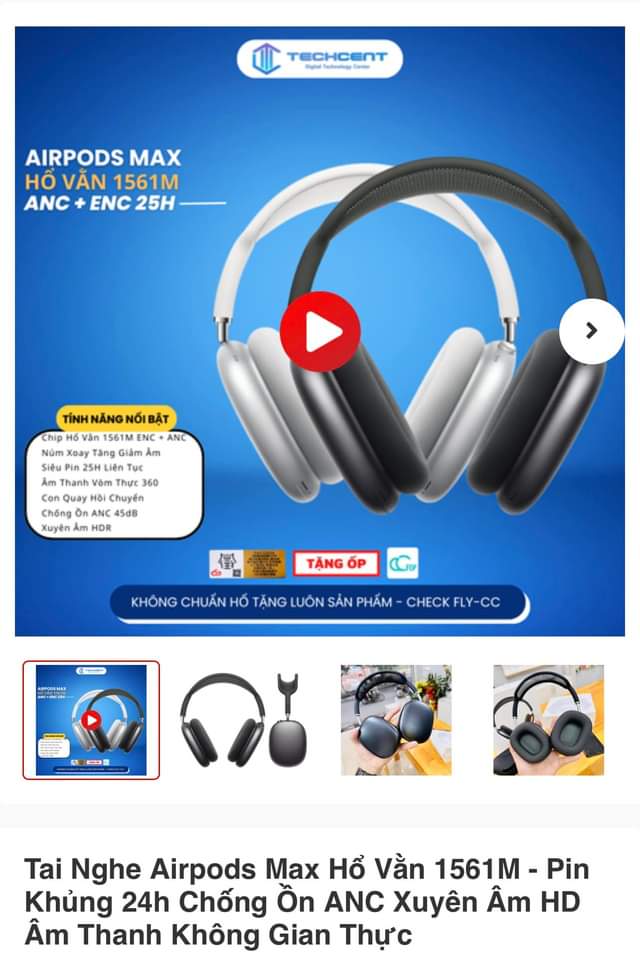 TECHCENT
Digital Technology Center
AIRPODS MAX
HỔ VẰN 1561M
ANC + ENC 25H
TÍNH NĂNG NỔI BẬT
Chip Hổ Vằn 1561M ENC + ANC
Núm Xoay Tăng Giảm Âm
Siêu Pin 25H Liên Tục
Âm Thanh Vòm Thực 360
Con Quay Hồi Chuyển
Chống Ồn ANC 45dB
Xuyên Âm HDR
TẶNG ỐP
KHÔNG CHUẨN HỔ TẶNG LUÔN SẢN PHẨM - CHECK FLY-CC
Tai Nghe Airpods Max Hổ Vằn 1561M - Pin
Khủng 24h Chống Ồn ANC Xuyên Âm HD
Âm Thanh Không Gian Thực